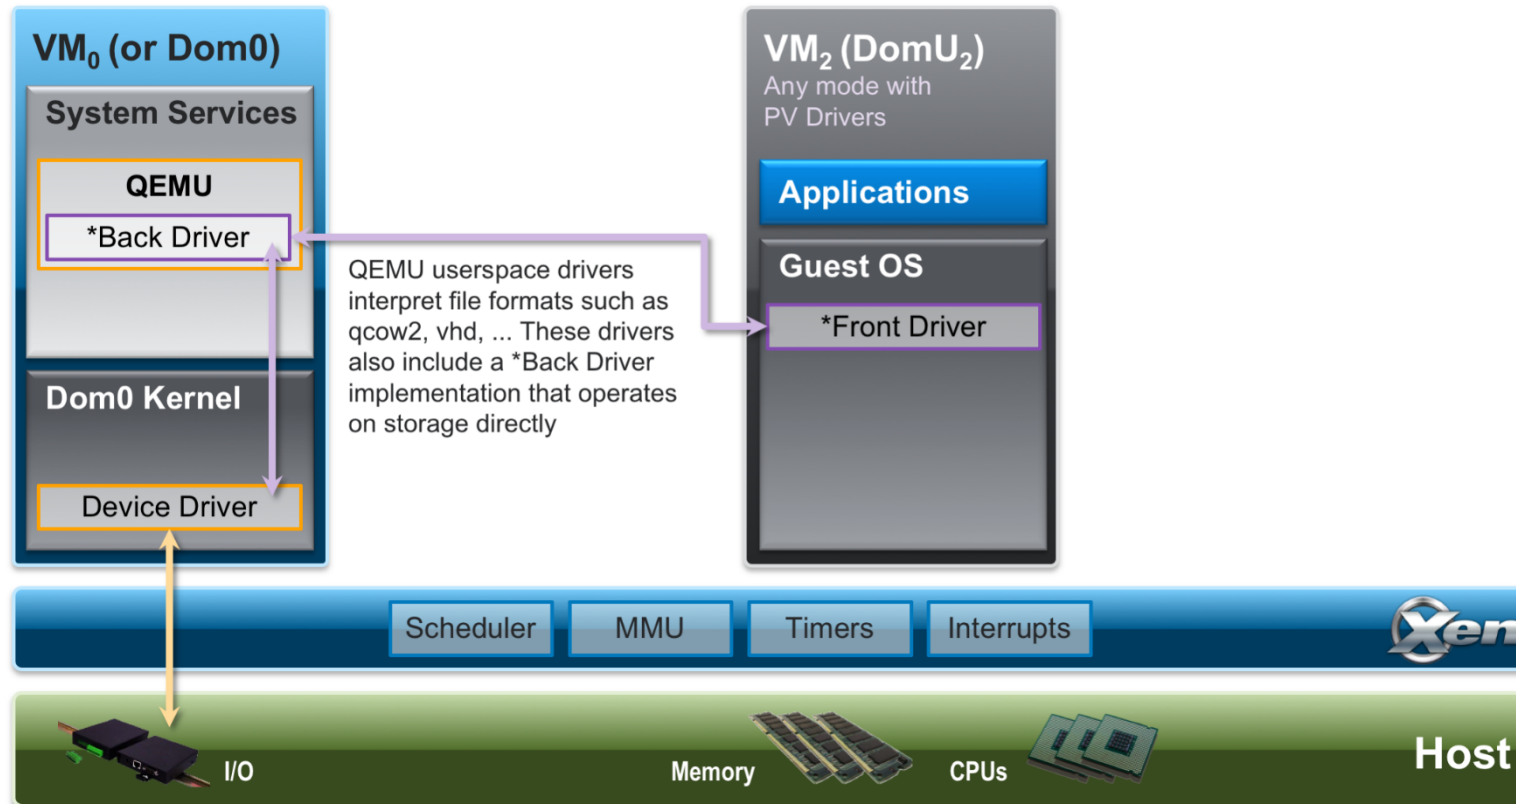 VM0 (or Dom0)
System Services
QEMU
*Back Driver
Dom0 Kernel
Device Driver
QEMU userspace drivers
interpret file formats such as
qcow2, vhd, ... These drivers
also include a *Back Driver
implementation that operates
on storage directly
VM2 (DomU2)
Any mode with
PV Drivers
Applications
Guest OS
*Front Driver
Scheduler
MMU
Timers
Interrupts
Xen
I/O
Memory
CPUs
Host